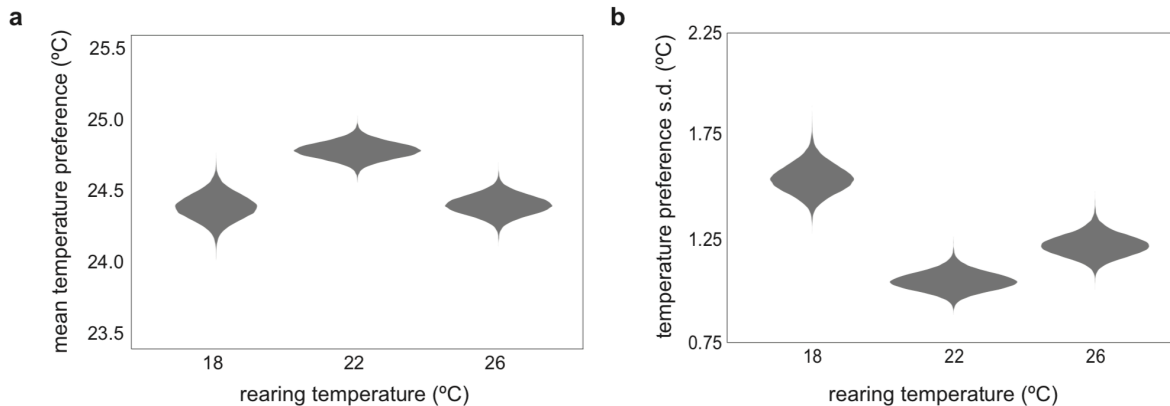 a
mean temperature preference (ºC)
25.5
25.0
24.5
24.0
23.5
18 22 26
rearing temperature (ºC)
b
temperature preference s.d. (ºC)
2.25
1.75
1.25
0.75
18 22 26
rearing temperature (ºC)